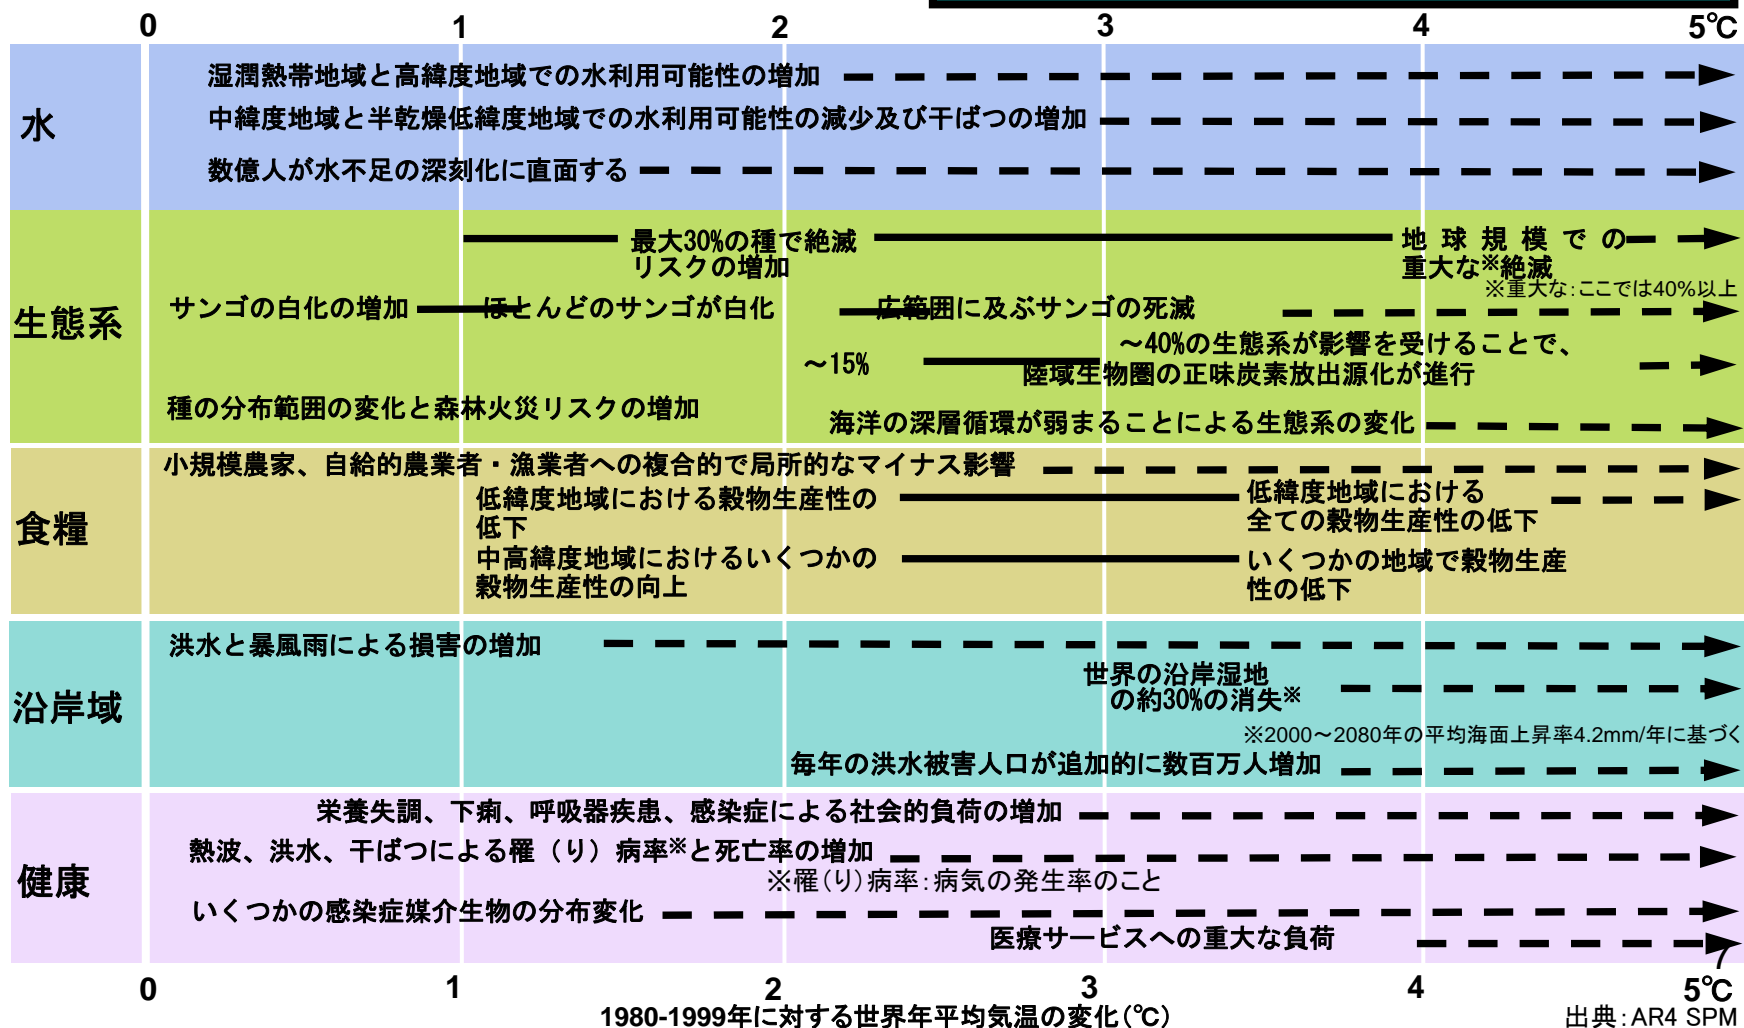 0 1 2 3 4 5℃
水
湿潤熱帯地域と高緯度地域での水利用可能性の増加
中緯度地域と半乾燥低緯度地域での水利用可能性の減少及び干ばつの増加
数億人が水不足の深刻化に直面する
生態系
最大30%の種で絶滅
リスクの増加
地球規模での
重大な※絶滅
※重大な:ここでは40%以上
サンゴの白化の増加
ほとんどのサンゴが白化
広範囲に及ぶサンゴの死滅
～15%
～40%の生態系が影響を受けることで、
陸域生物圏の正味炭素放出源化が進行
種の分布範囲の変化と森林火災リスクの増加
海洋の深層循環が弱まることによる生態系の変化
食糧
小規模農家、自給的農業者・漁業者への複合的で局所的なマイナス影響
低緯度地域における穀物生産性の
低下
低緯度地域における
全ての穀物生産性の低下
中高緯度地域におけるいくつかの
穀物生産性の向上
いくつかの地域で穀物生産
性の低下
沿岸域
洪水と暴風雨による損害の増加
世界の沿岸湿地
の約30%の消失※
※2000～2080年の平均海面上昇率4.2mm/年に基づく
毎年の洪水被害人口が追加的に数百万人増加
健康
栄養失調、下痢、呼吸器疾患、感染症による社会的負荷の増加
熱波、洪水、干ばつによる罹（り）病率※と死亡率の増加
※罹(り)病率:病気の発生率のこと
いくつかの感染症媒介生物の分布変化
医療サービスへの重大な負荷
7
0 1 2 3 4 5℃
1980-1999年に対する世界年平均気温の変化(℃)
出典:AR4 SPM